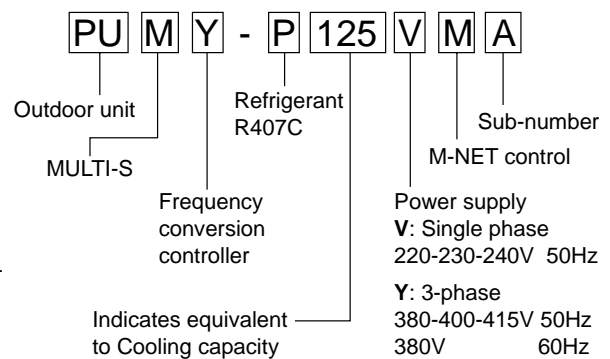 PU M Y - P 125 V M A
Outdoor unit
MULTI-S
Frequency
conversion
controller
Refrigerant
R407C
Indicates equivalent
to Cooling capacity
Sub-number
M-NET control
Power supply
V: Single phase
220-230-240V 50Hz
Y: 3-phase
380-400-415V 50Hz
380V 60Hz